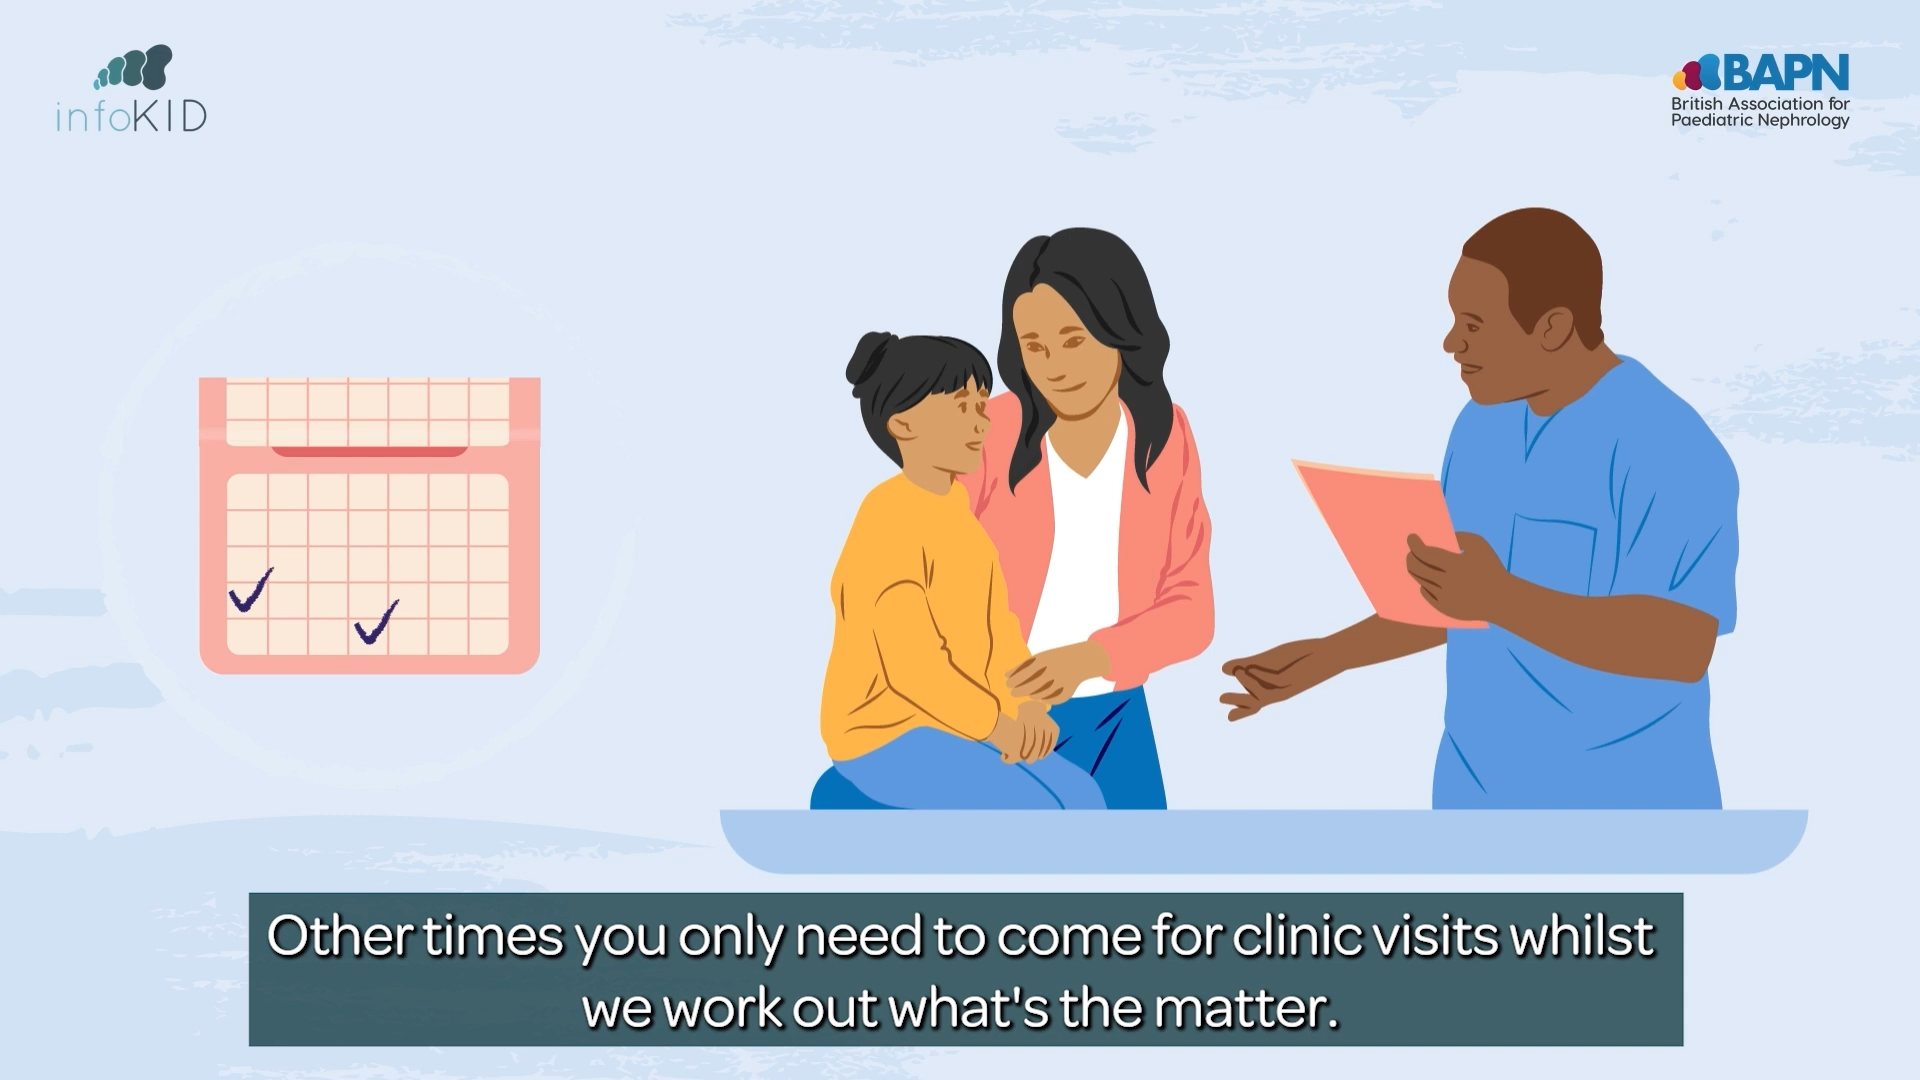 infoKID
BAPN
British Association for
Paediatric Nephrology
Other times you only need to come for clinic visits whilst
we work out what's the matter.